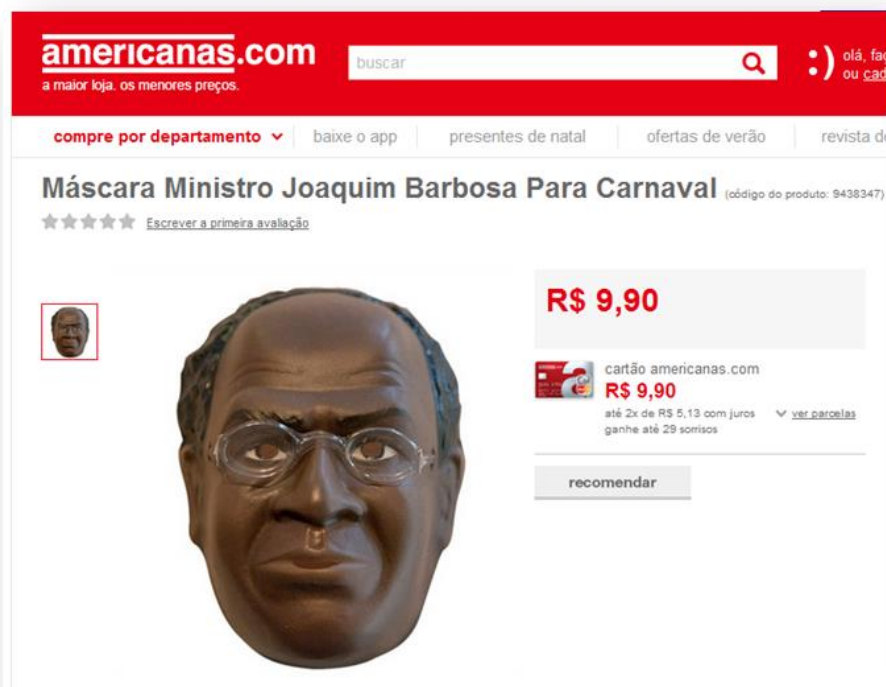 americanas.com
a maior loja. os menores preços.
buscar
:) olá, faç
ou cad
compre por departamento
baixe o app
presentes de natal
ofertas de verão
revista de
Máscara Ministro Joaquim Barbosa Para Carnaval (código do produto: 9438347)
Escrever a primeira avaliação
R$ 9,90
cartão americanas.com
R$ 9,90
até 2x de R$ 5,13 com juros
ver parcelas
ganhe até 29 sorrisos
recomendar